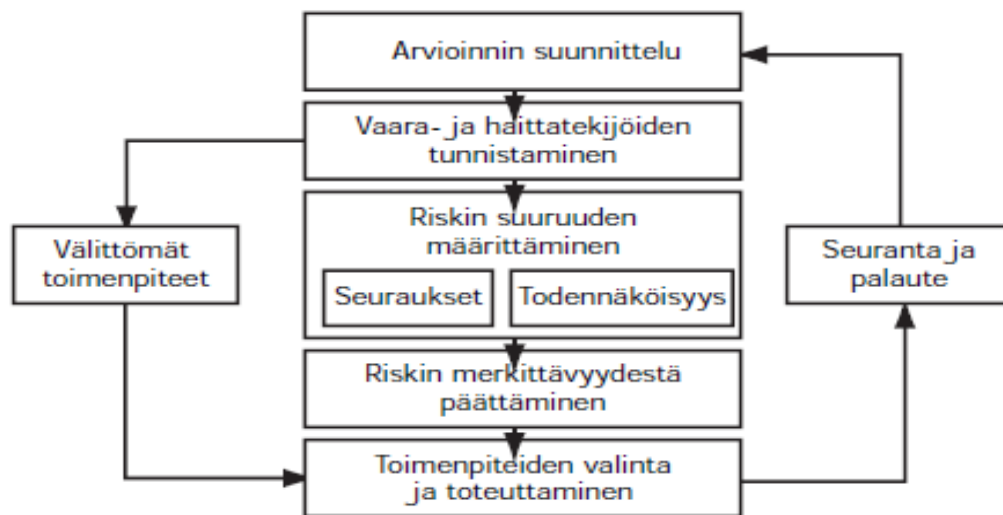 Arvioinnin suunnittelu
Vaara- ja haittatekijöiden
tunnistaminen
Riskin suuruuden
määrittäminen
Välittömät
toimenpiteet
Seuranta ja
palaute
Seuraukset
Todennäköisyys
Riskin merkittävyydestä
päättäminen
Toimenpiteiden valinta
ja toteuttaminen